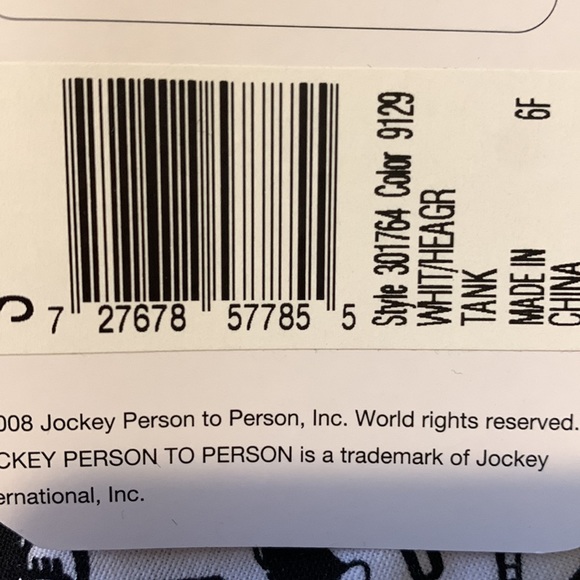 7 27678 57785 5
Style 301764 Color 9129
WHIT/HEAGR
TANK
6F
MADE IN
CHINA
008 Jockey Person to Person, Inc. World rights reserved.
CKEY PERSON TO PERSON is a trademark of Jockey
ernational, Inc.